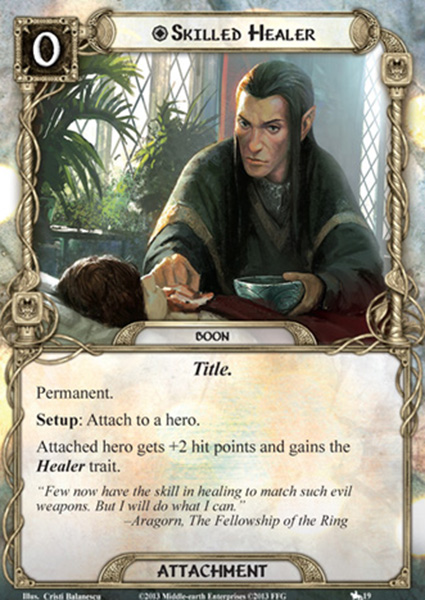 0
SKILLED HEALER
BOON
Title.
Permanent.
Setup: Attach to a hero.
Attached hero gets +2 hit points and gains the
Healer trait.
“Few now have the skill in healing to match such evil
weapons. But I will do what I can.”
–Aragorn, The Fellowship of the Ring
ATTACHMENT
Illus. Cristi Balanescu ©2013 Middle-earth Enterprises ©2013 FFG 19